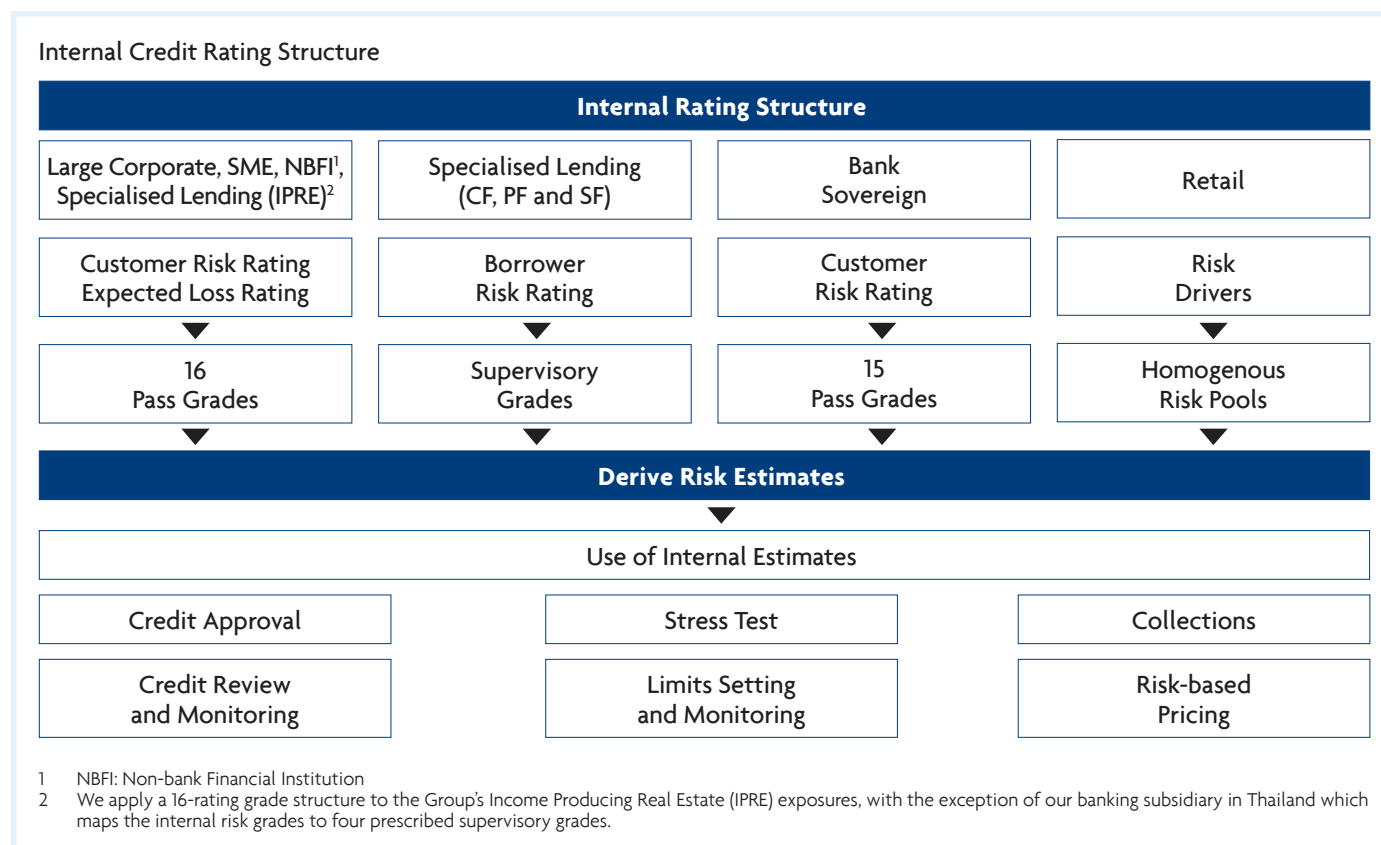 Internal Credit Rating Structure
Internal Rating Structure
Large Corporate, SME, NBFI1,
Specialised Lending (IPRE)2
Specialised Lending
(CF, PF and SF)
Bank
Sovereign
Retail
Customer Risk Rating
Expected Loss Rating
Borrower
Risk Rating
Customer
Risk Rating
Risk
Drivers
16
Pass Grades
Supervisory
Grades
15
Pass Grades
Homogenous
Risk Pools
Derive Risk Estimates
Use of Internal Estimates
Credit Approval
Stress Test
Collections
Credit Review
and Monitoring
Limits Setting
and Monitoring
Risk-based
Pricing
1 NBFI: Non-bank Financial Institution
2 We apply a 16-rating grade structure to the Group's Income Producing Real Estate (IPRE) exposures, with the exception of our banking subsidiary in Thailand which
maps the internal risk grades to four prescribed supervisory grades.